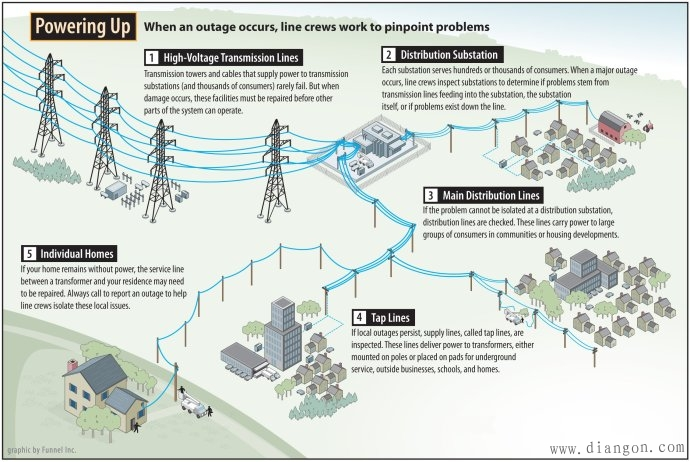 Powering Up
When an outage occurs, line crews work to pinpoint problems
1 High-Voltage Transmission Lines
Transmission towers and cables that supply power to transmission
substations (and thousands of consumers) rarely fail. But when
damage occurs, these facilities must be repaired before other
parts of the system can operate.
2 Distribution Substation
Each substation serves hundreds or thousands of consumers. When a major outage
occurs, line crews inspect substations to determine if problems stem from
transmission lines feeding into the substation, the substation
itself, or if problems exist down the line.
3 Main Distribution Lines
If the problem cannot be isolated at a distribution substation,
distribution lines are checked. These lines carry power to large
groups of consumers in communities or housing developments.
4 Tap Lines
If local outages persist, supply lines, called tap lines, are
inspected. These lines deliver power to transformers, either
mounted on poles or placed on pads for underground
service, outside businesses, schools, and homes.
5 Individual Homes
If your home remains without power, the service line
between a transformer and your residence may need
to be repaired. Always call to report an outage to help
line crews isolate these local issues.
graphic by Funnel Inc.
www.diangon.com